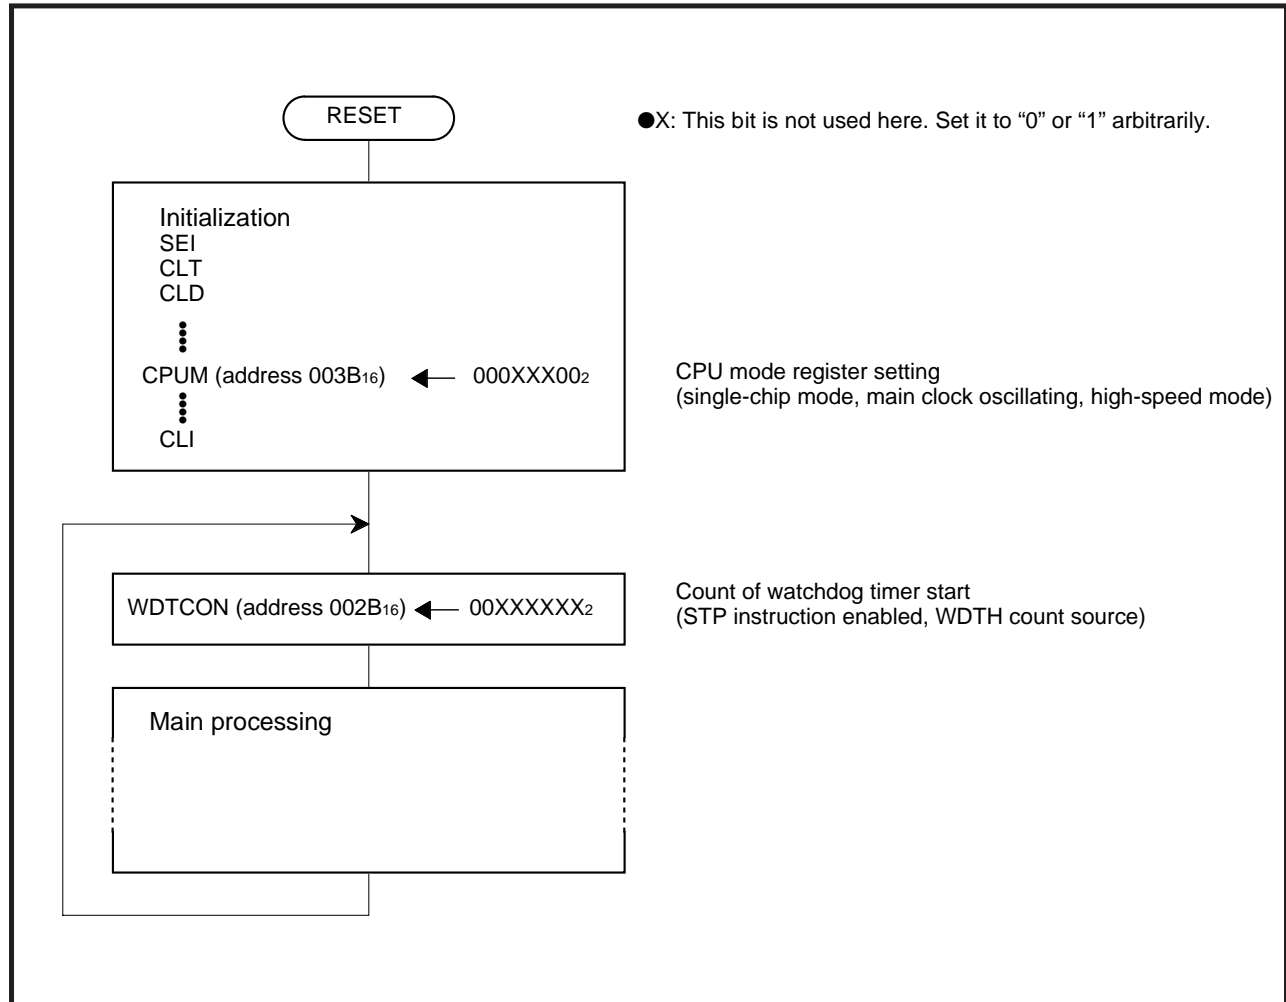 RESET
●X: This bit is not used here. Set it to “0” or “1” arbitrarily.
Initialization
SEI
CLT
CLD
CPUM (address 003B16) ← 000XXX002
CPU mode register setting
(single-chip mode, main clock oscillating, high-speed mode)
CLI
WDTCON (address 002B16) ← 00XXXXXX2
Count of watchdog timer start
(STP instruction enabled, WDTH count source)
Main processing